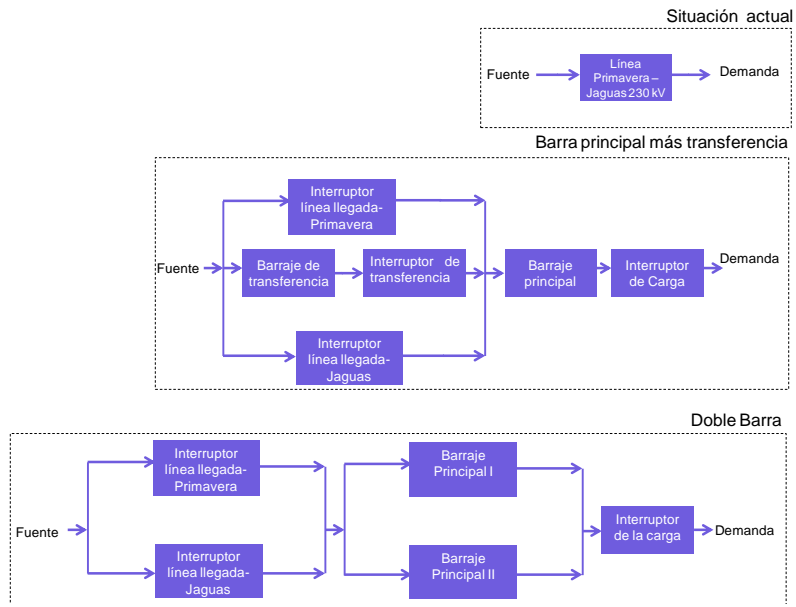 Situación actual
Fuente
Línea
Primavera –
Jaguas 230 kV
Demanda
Barra principal más transferencia
Interruptor
línea llegada-
Primavera
Fuente
Barraje de
transferencia
Interruptor de
transferencia
Barraje
principal
Interruptor
de Carga
Demanda
Interruptor
línea llegada-
Jaguas
Doble Barra
Interruptor
línea llegada-
Primavera
Barraje
Principal I
Fuente
Interruptor
de la carga
Demanda
Interruptor
línea llegada-
Jaguas
Barraje
Principal II